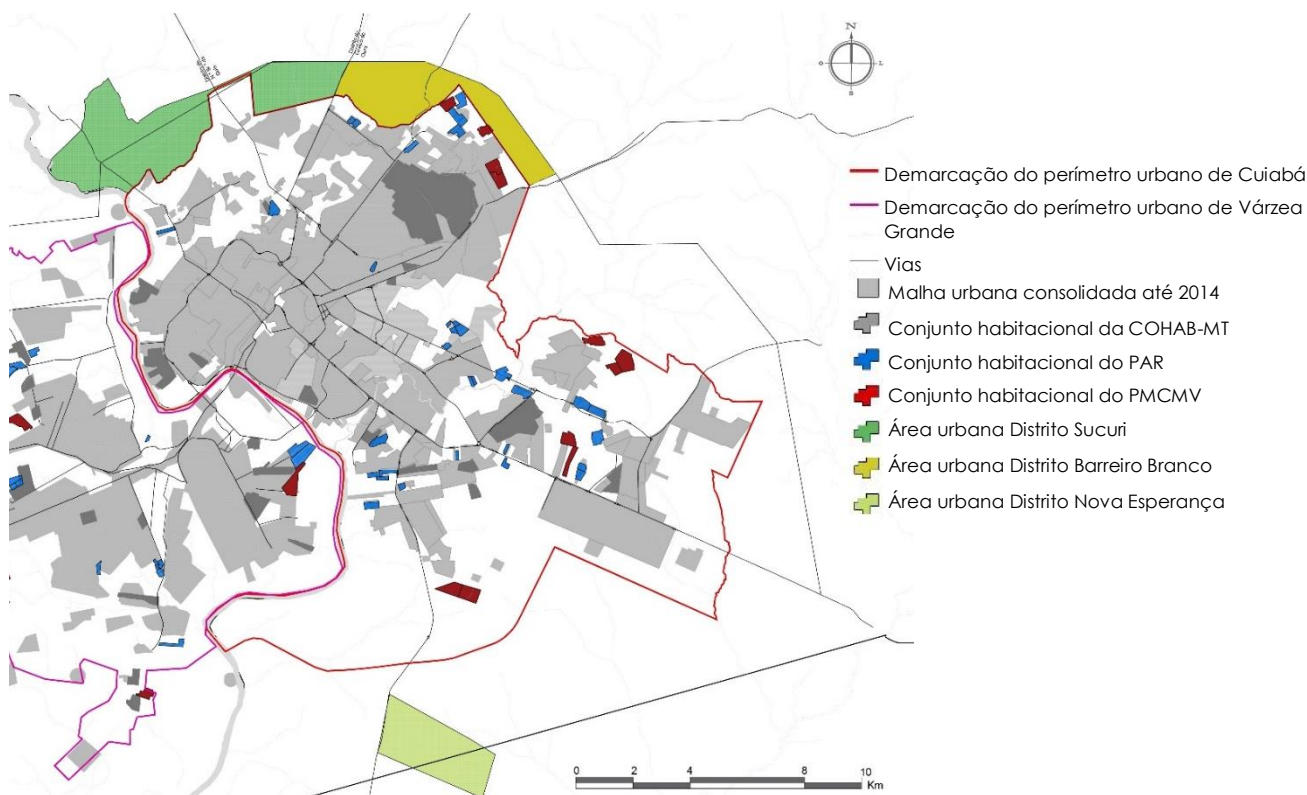 N
O
L
S
Demarcação do perímetro urbano de Cuiabá
Demarcação do perímetro urbano de Várzea
Grande
Vias
Malha urbana consolidada até 2014
Conjunto habitacional da COHAB-MT
Conjunto habitacional do PAR
Conjunto habitacional do PMCMV
Área urbana Distrito Sucuri
Área urbana Distrito Barreiro Branco
Área urbana Distrito Nova Esperança
0 2 4 6 8 10
Km